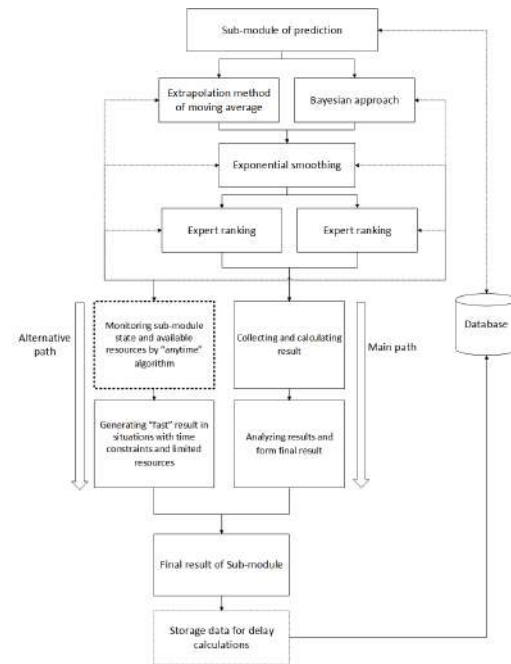 Sub-module of prediction
Extrapolation method
of moving average
Bayesian approach
Exponential smoothing
Expert ranking
Expert ranking
Alternative
path
Monitoring sub-module
state and available
resources by "anytime"
algorithm
Collecting and calculating
result
Main path
Database
Generating "fast" result in
situations with time
constraints and limited
resources
Analyzing results and
form final result
Final result of Sub-module
Storage data for delay
calculations